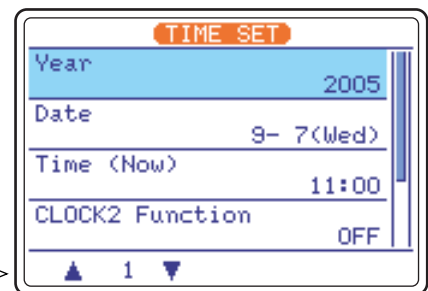 TIME SET
Year
2005
Date
9- 7(Wed)
Time (Now)
11:00
CLOCK2 Function
OFF
▲ 1 ▼